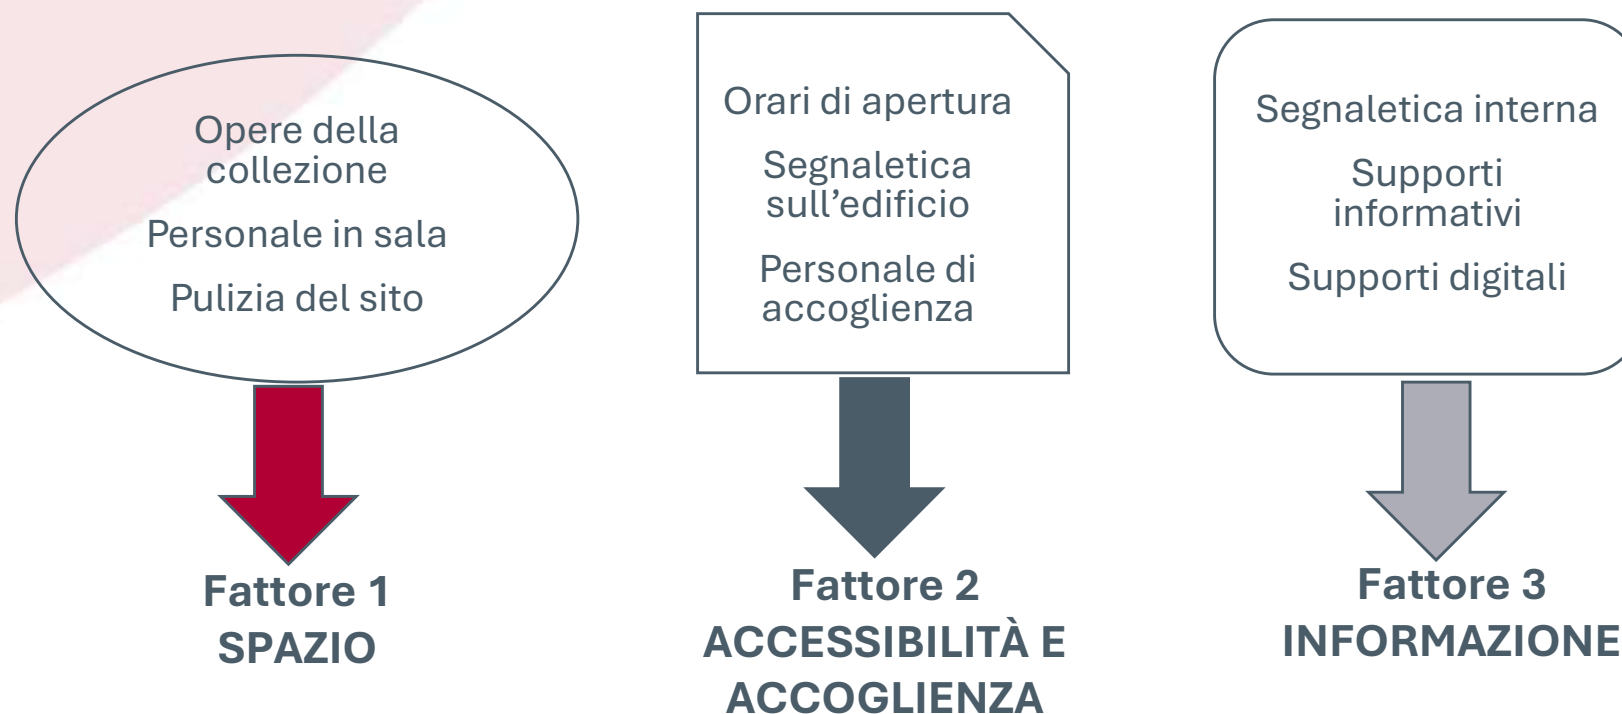 Opere della
collezione
Personale in sala
Pulizia del sito
Fattore 1
SPAZIO
Orari di apertura
Segnaletica
sull’edificio
Personale di
accoglienza
Fattore 2
ACCESSIBILITÀ E
ACCOGLIENZA
Segnaletica interna
Supporti
informativi
Supporti digitali
Fattore 3
INFORMAZIONE